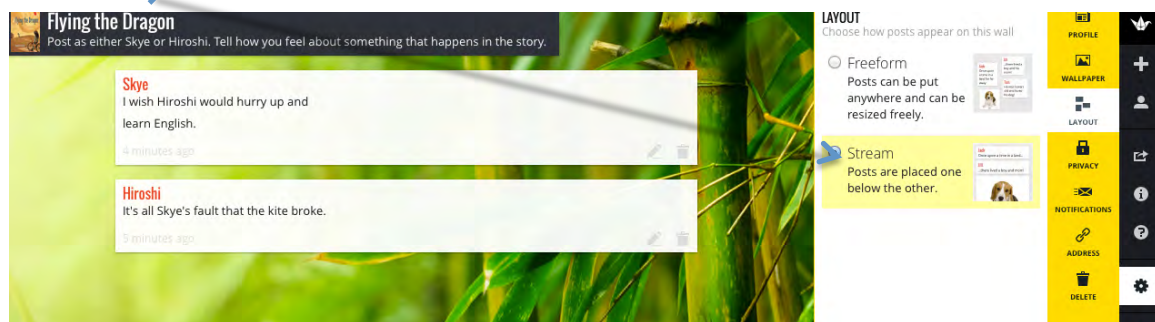 Flying the Dragon
Post as either Skye or Hiroshi. Tell how you feel about something that happens in the story.
Skye
I wish Hiroshi would hurry up and
learn English.
4 minutes ago
Hiroshi
It's all Skye's fault that the kite broke.
5 minutes ago
LAYOUT
Choose how posts appear on this wall
Freeform
Posts can be put
anywhere and can be
resized freely.
Stream
Posts are placed one
below the other.
PROFILE
WALLPAPER
LAYOUT
PRIVACY
NOTIFICATIONS
ADDRESS
DELETE